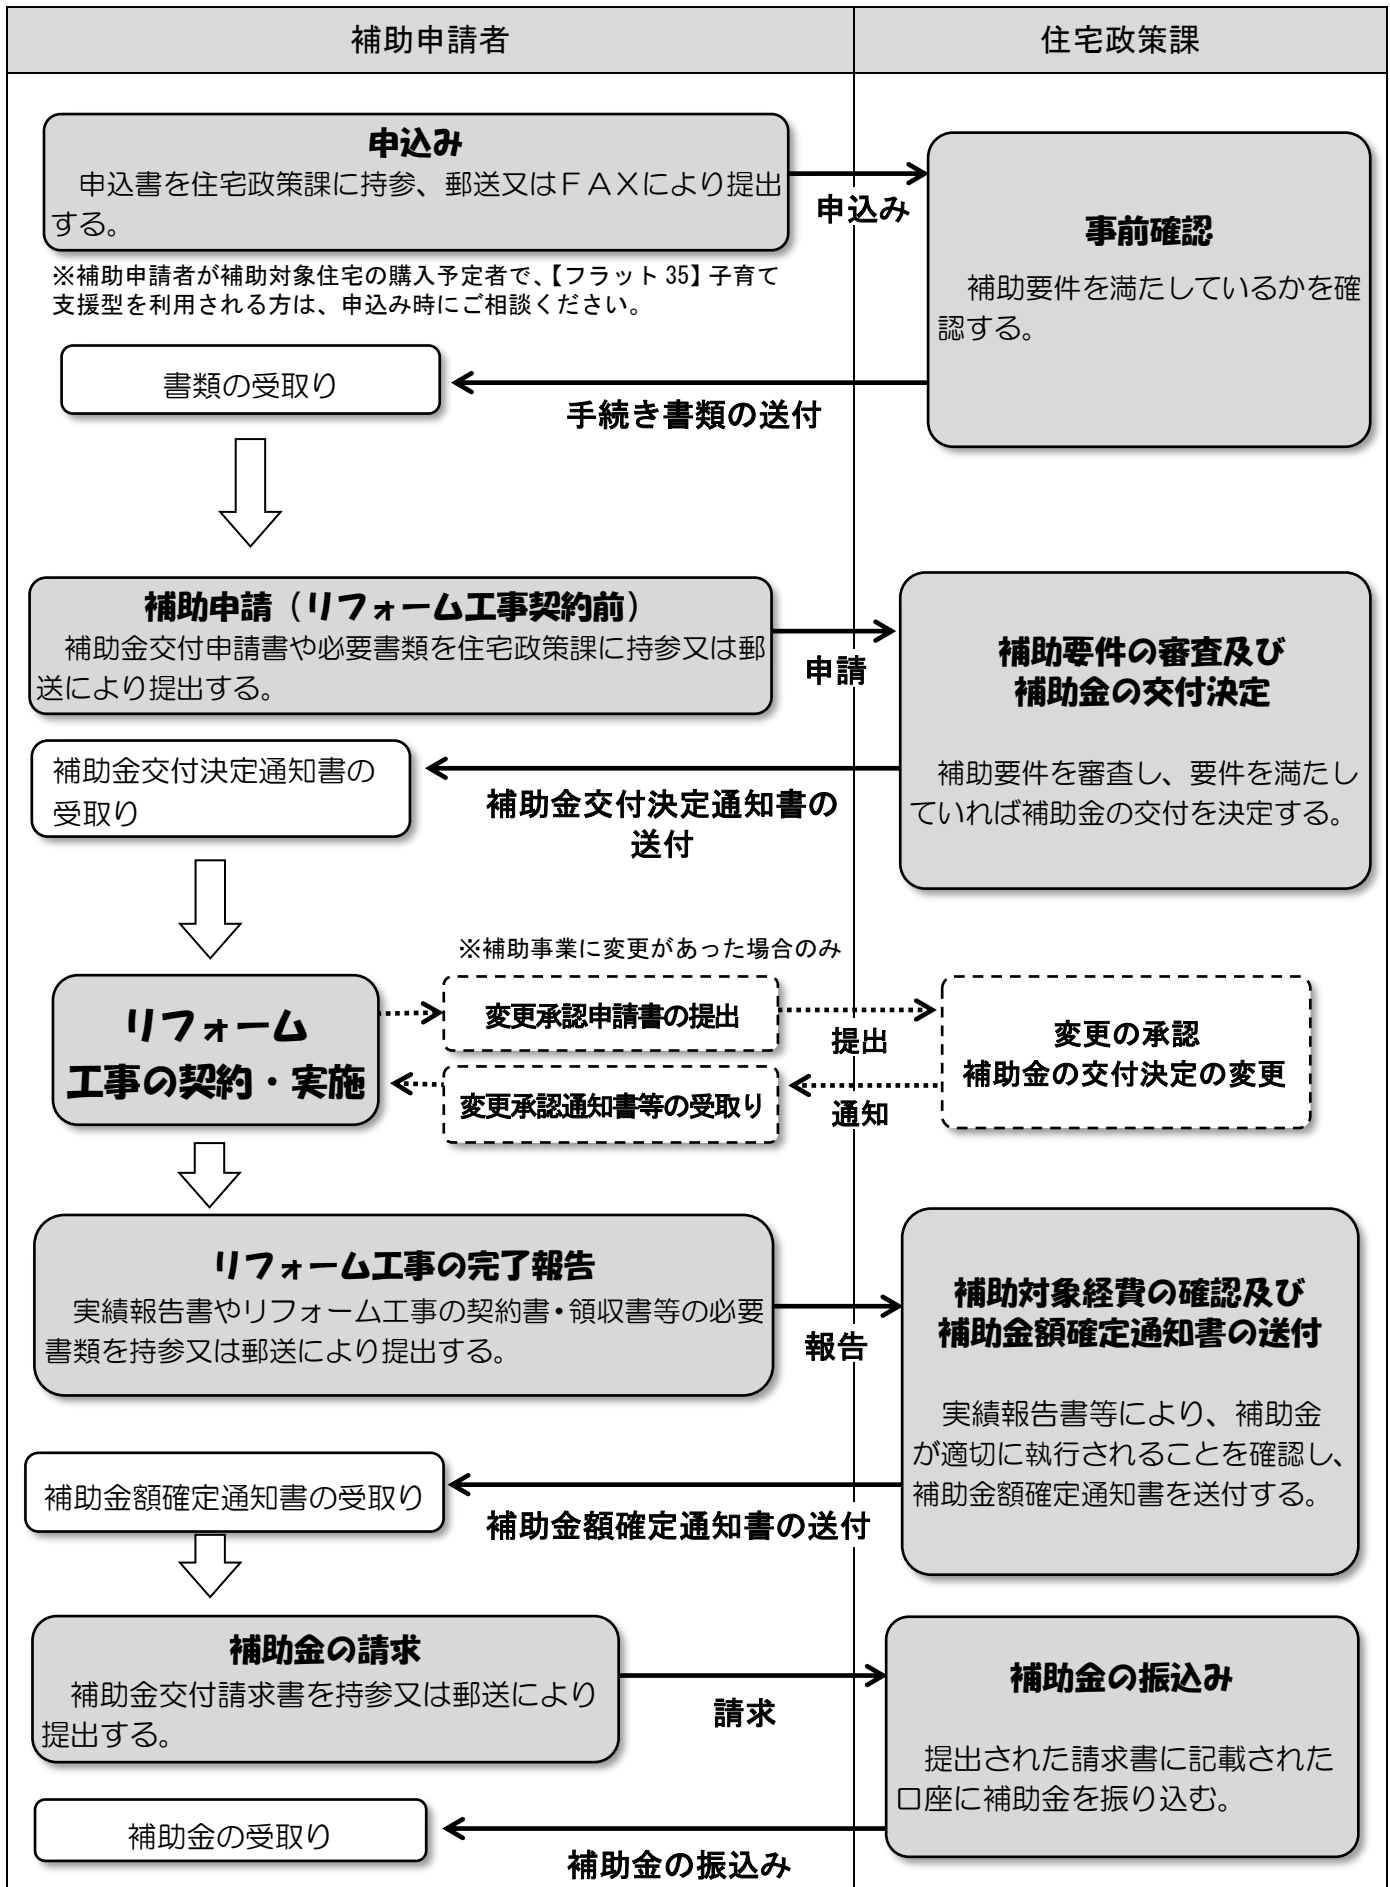 補助申請者
住宅政策課
申込み
申込書を住宅政策課に持参、郵送又はＦＡＸにより提出
する。
申込み
事前確認
補助要件を満たしているかを確
認する。
※補助申請者が補助対象住宅の購入予定者で、【フラット 35】子育て
支援型を利用される方は、申込み時にご相談ください。
書類の受取り
手続き書類の送付
補助申請（リフォーム工事契約前）
補助金交付申請書や必要書類を住宅政策課に持参又は郵
送により提出する。
申請
補助要件の審査及び
補助金の交付決定
補助要件を審査し、要件を満たし
ていれば補助金の交付を決定する。
補助金交付決定通知書の
受取り
補助金交付決定通知書の
送付
※補助事業に変更があった場合のみ
リフォーム
工事の契約・実施
変更承認申請書の提出
提出
変更の承認
補助金の交付決定の変更
変更承認通知書等の受取り
通知
リフォーム工事の完了報告
実績報告書やリフォーム工事の契約書・領収書等の必要
書類を持参又は郵送により提出する。
報告
補助対象経費の確認及び
補助金額確定通知書の送付
実績報告書等により、補助金
が適切に執行されることを確認し、
補助金額確定通知書を送付する。
補助金額確定通知書の受取り
補助金額確定通知書の送付
補助金の請求
補助金交付請求書を持参又は郵送により
提出する。
請求
補助金の振込み
提出された請求書に記載された
口座に補助金を振り込む。
補助金の受取り
補助金の振込み